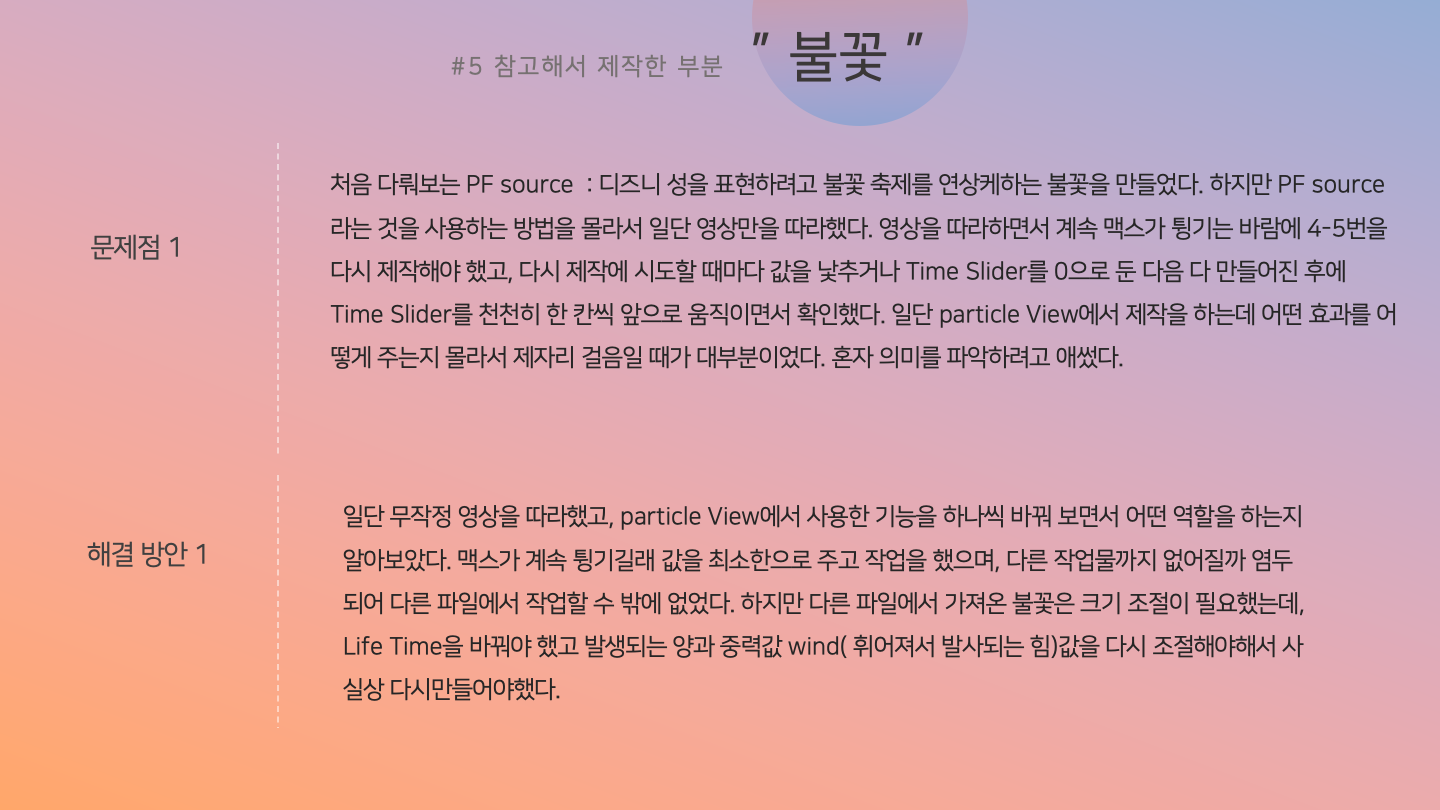 #5 참고해서 제작한 부분 " 불꽃 "
처음 다뤄보는 PF source : 디즈니 성을 표현하려고 불꽃 축제를 연상케하는 불꽃을 만들었다. 하지만 PF source
문제점 1
라는 것을 사용하는 방법을 몰라서 일단 영상만을 따라했다. 영상을 따라하면서 계속 맥스가 튕기는 바람에 4-5번을
다시 제작해야 했고, 다시 제작에 시도할 때마다 값을 낯추거나 Time Slider를 0으로 둔 다음 다 만들어진 후에
Time Slider를 천천히 한 칸씩 앞으로 움직이면서 확인했다. 일단 particle View에서 제작을 하는데 어떤 효과를 어
떻게 주는지 몰라서 제자리 걸음일 때가 대부분이었다. 혼자 의미를 파악하려고 애썼다.
해결 방안 1
일단 무작정 영상을 따라했고, particle View에서 사용한 기능을 하나씩 바꿔 보면서 어떤 역할을 하는지
알아보았다. 맥스가 계속 튕기길래 값을 최소한으로 주고 작업을 했으며, 다른 작업물까지 없어질까 염두
되어 다른 파일에서 작업할 수 밖에 없었다. 하지만 다른 파일에서 가져온 불꽃은 크기 조절이 필요했는데,
Life Time을 바꿔야 했고 발생되는 양과 중력값 wind( 휘어져서 발사되는 힘)값을 다시 조절해야해서 사
실상 다시만들어야했다.